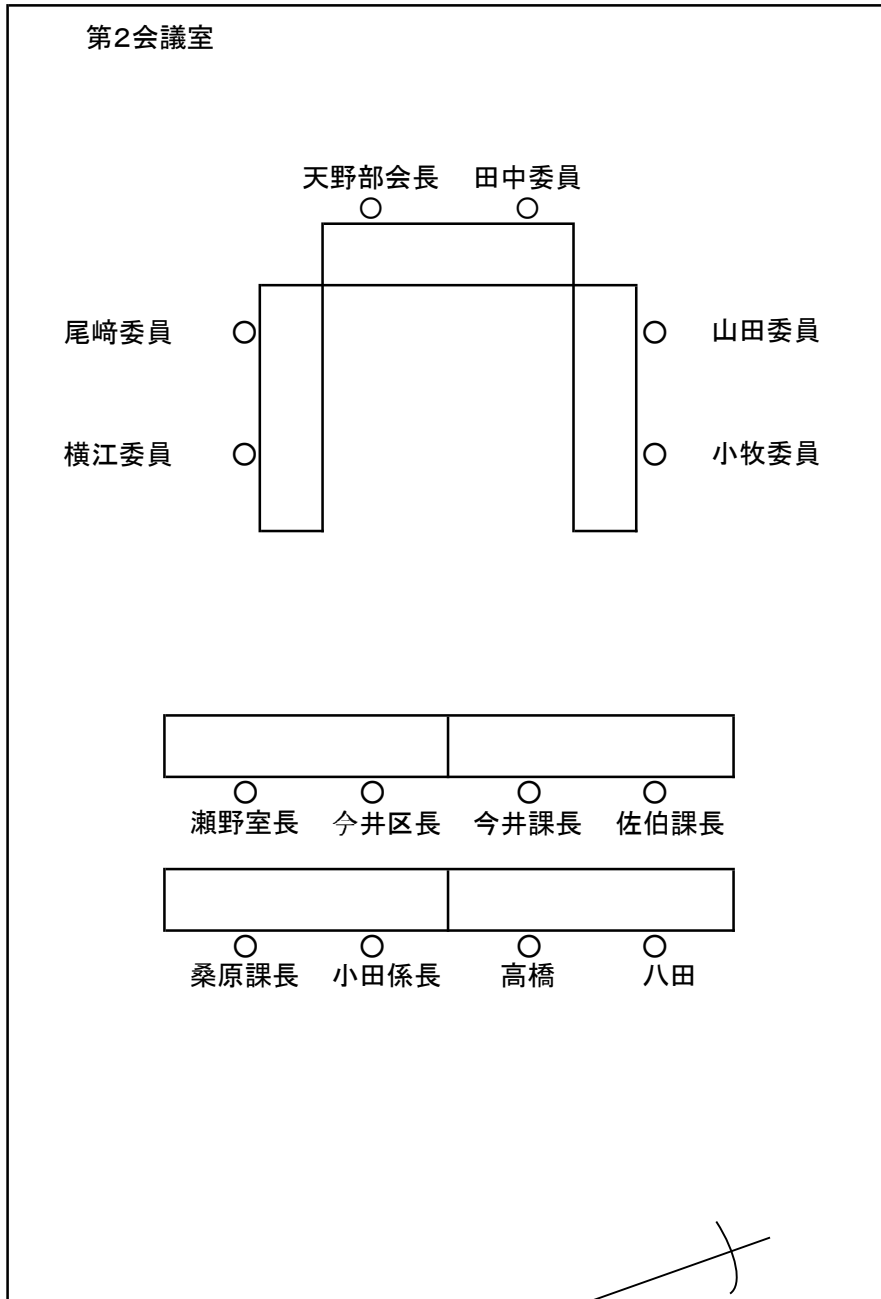 第2会議室
天野部会長 田中委員
尾﨑委員 山田委員
横江委員 小牧委員
瀬野室長 今井区長 今井課長 佐伯課長
桑原課長 小田係長 高橋 八田